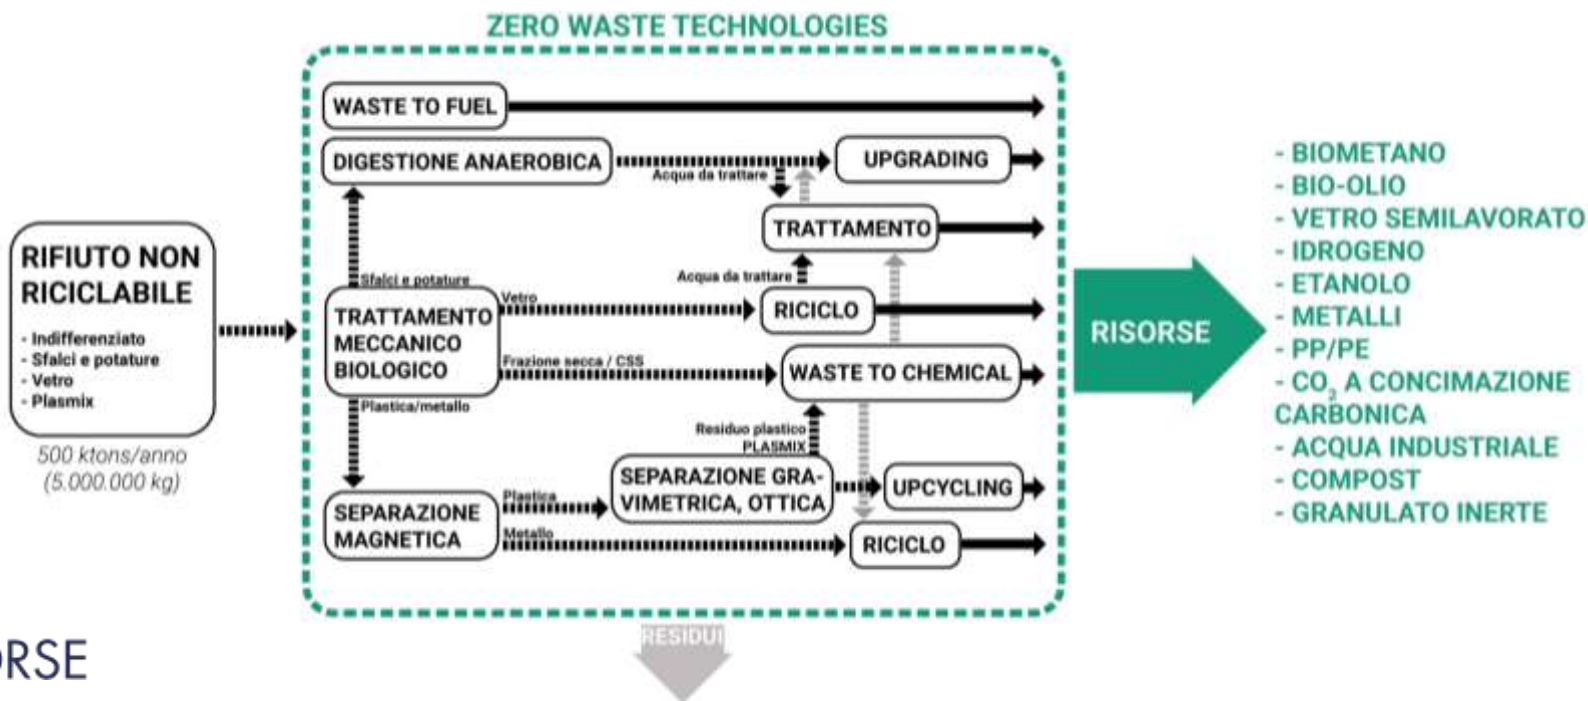 ZERO WASTE TECHNOLOGIES
RIFIUTO NON
RICICLABILE
- Indifferenziato
- Sfalci e potature
- Vetro
- Plasmix
500 ktons/anno
(5.000.000 kg)
WASTE TO FUEL
DIGESTIONE ANAEROBICA
Acqua da trattare
UPGRADING
TRATTAMENTO
Sfalci e potature
Acqua da trattare
TRATTAMENTO
MECCANICO
BIOLOGICO
Vetro
RICICLO
Frazione secca / CSS
WASTE TO CHEMICAL
Plastica/metallo
Residuo plastico
PLASMIX
SEPARAZIONE GRA-
VIMETRICA, OTTICA
UPCYCLING
SEPARAZIONE
MAGNETICA
Plastica
Metallo
RICICLO
RISORSE
- BIOMETANO
- BIO-OLIO
- VETRO SEMILAVORATO
- IDROGENO
- ETANOLO
- METALLI
- PP/PE
- CO₂ A CONCIMAZIONE
CARBONICA
- ACQUA INDUSTRIALE
- COMPOST
- GRANULATO INERTE
RESIDUI
ORSE